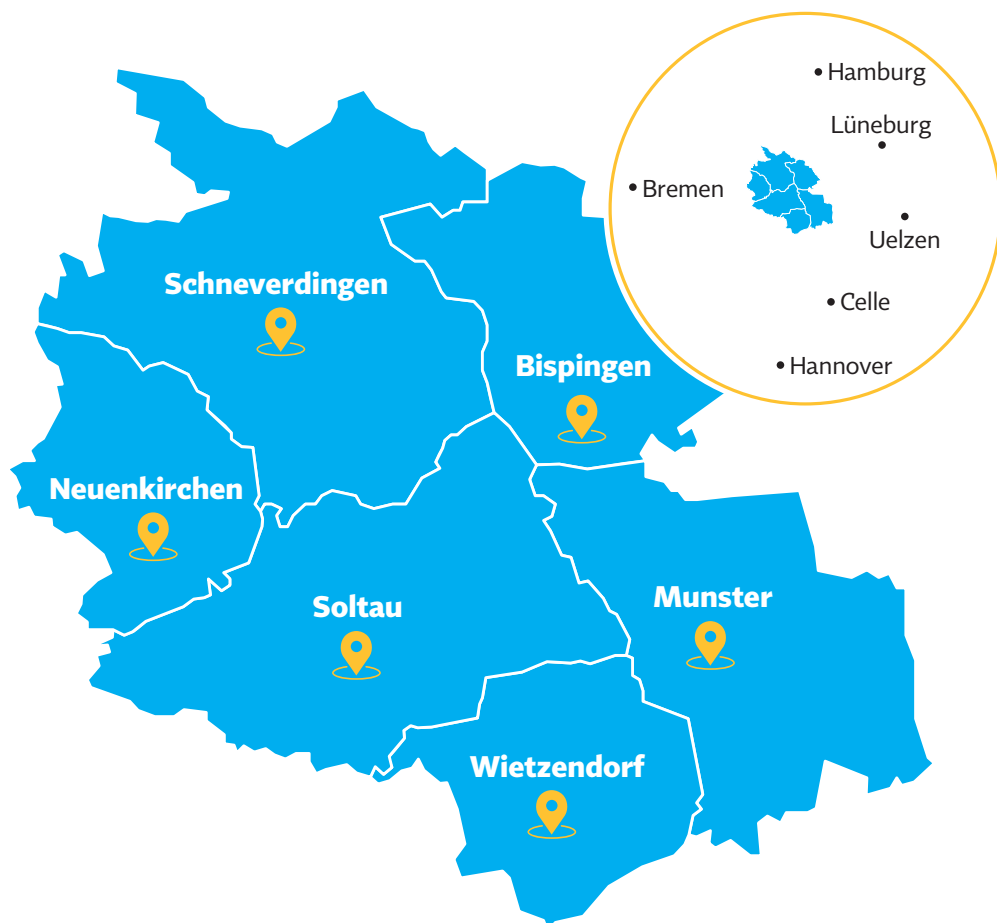 Hamburg
Lüneburg
Bremen
Uelzen
Celle
Hannover
Schneverdingen
Bispingen
Neuenkirchen
Soltau
Munster
Wietzendorf